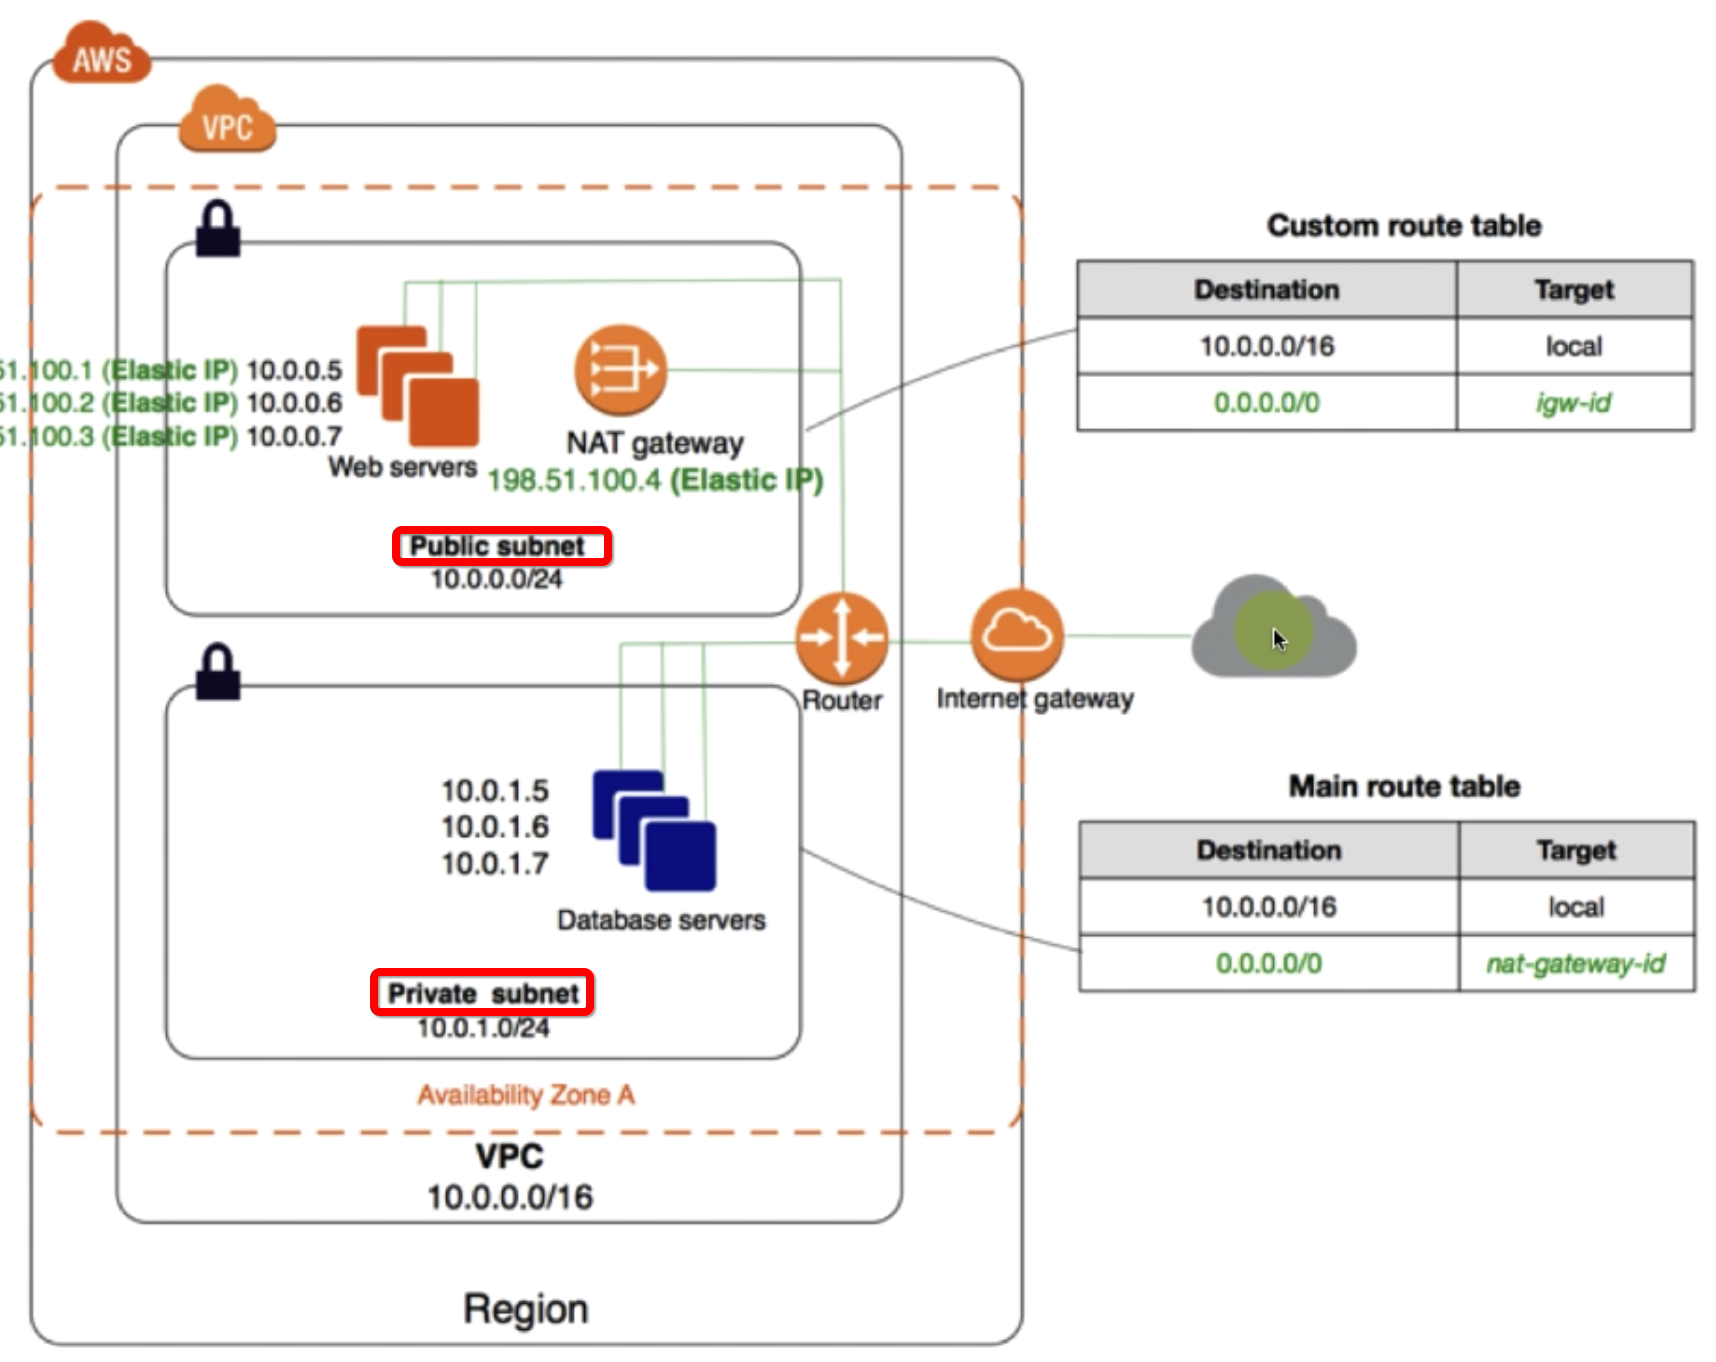 AWS
VPC
51.100.1 (Elastic IP) 10.0.0.5
51.100.2 (Elastic IP) 10.0.0.6
51.100.3 (Elastic IP) 10.0.0.7
Web servers
NAT gateway
198.51.100.4 (Elastic IP)
Public subnet
10.0.0.0/24
Custom route table
Destination Target
10.0.0.0/16 local
0.0.0.0/0 igw-id
Router
Internet gateway
10.0.1.5
10.0.1.6
10.0.1.7
Database servers
Private subnet
10.0.1.0/24
Main route table
Destination Target
10.0.0.0/16 local
0.0.0.0/0 nat-gateway-id
Availability Zone A
VPC
10.0.0.0/16
Region